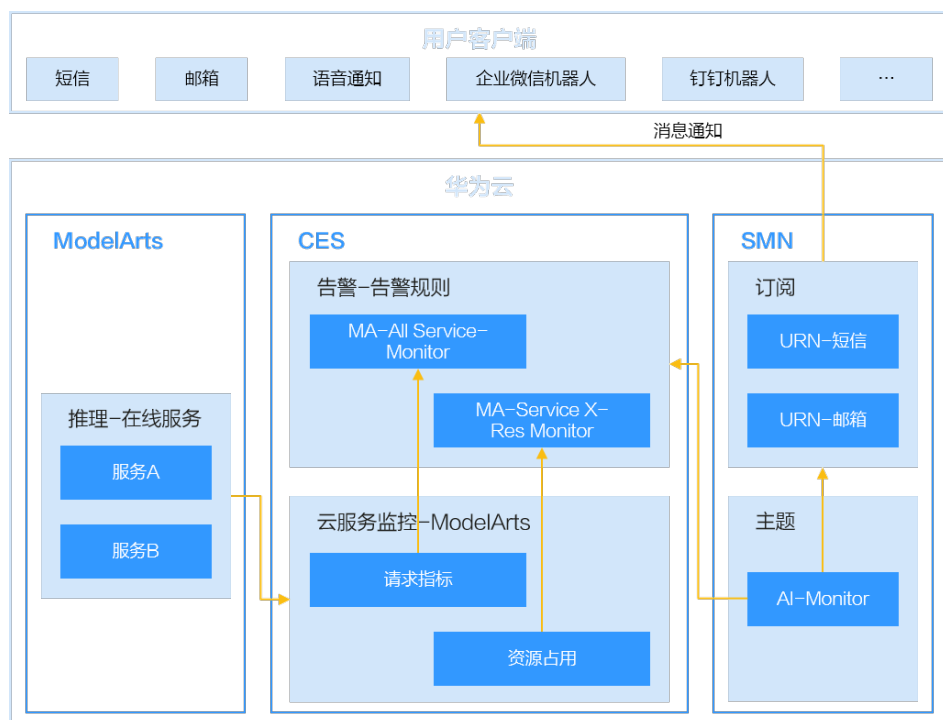 用户客户端
短信
邮箱
语音通知
企业微信机器人
钉钉机器人
…
消息通知
华为云
ModelArts
推理-在线服务
服务A
服务B
CES
告警-告警规则
MA-All Service-
Monitor
MA-Service X-
Res Monitor
云服务监控-ModelArts
请求指标
资源占用
SMN
订阅
URN-短信
URN-邮箱
主题
AI-Monitor